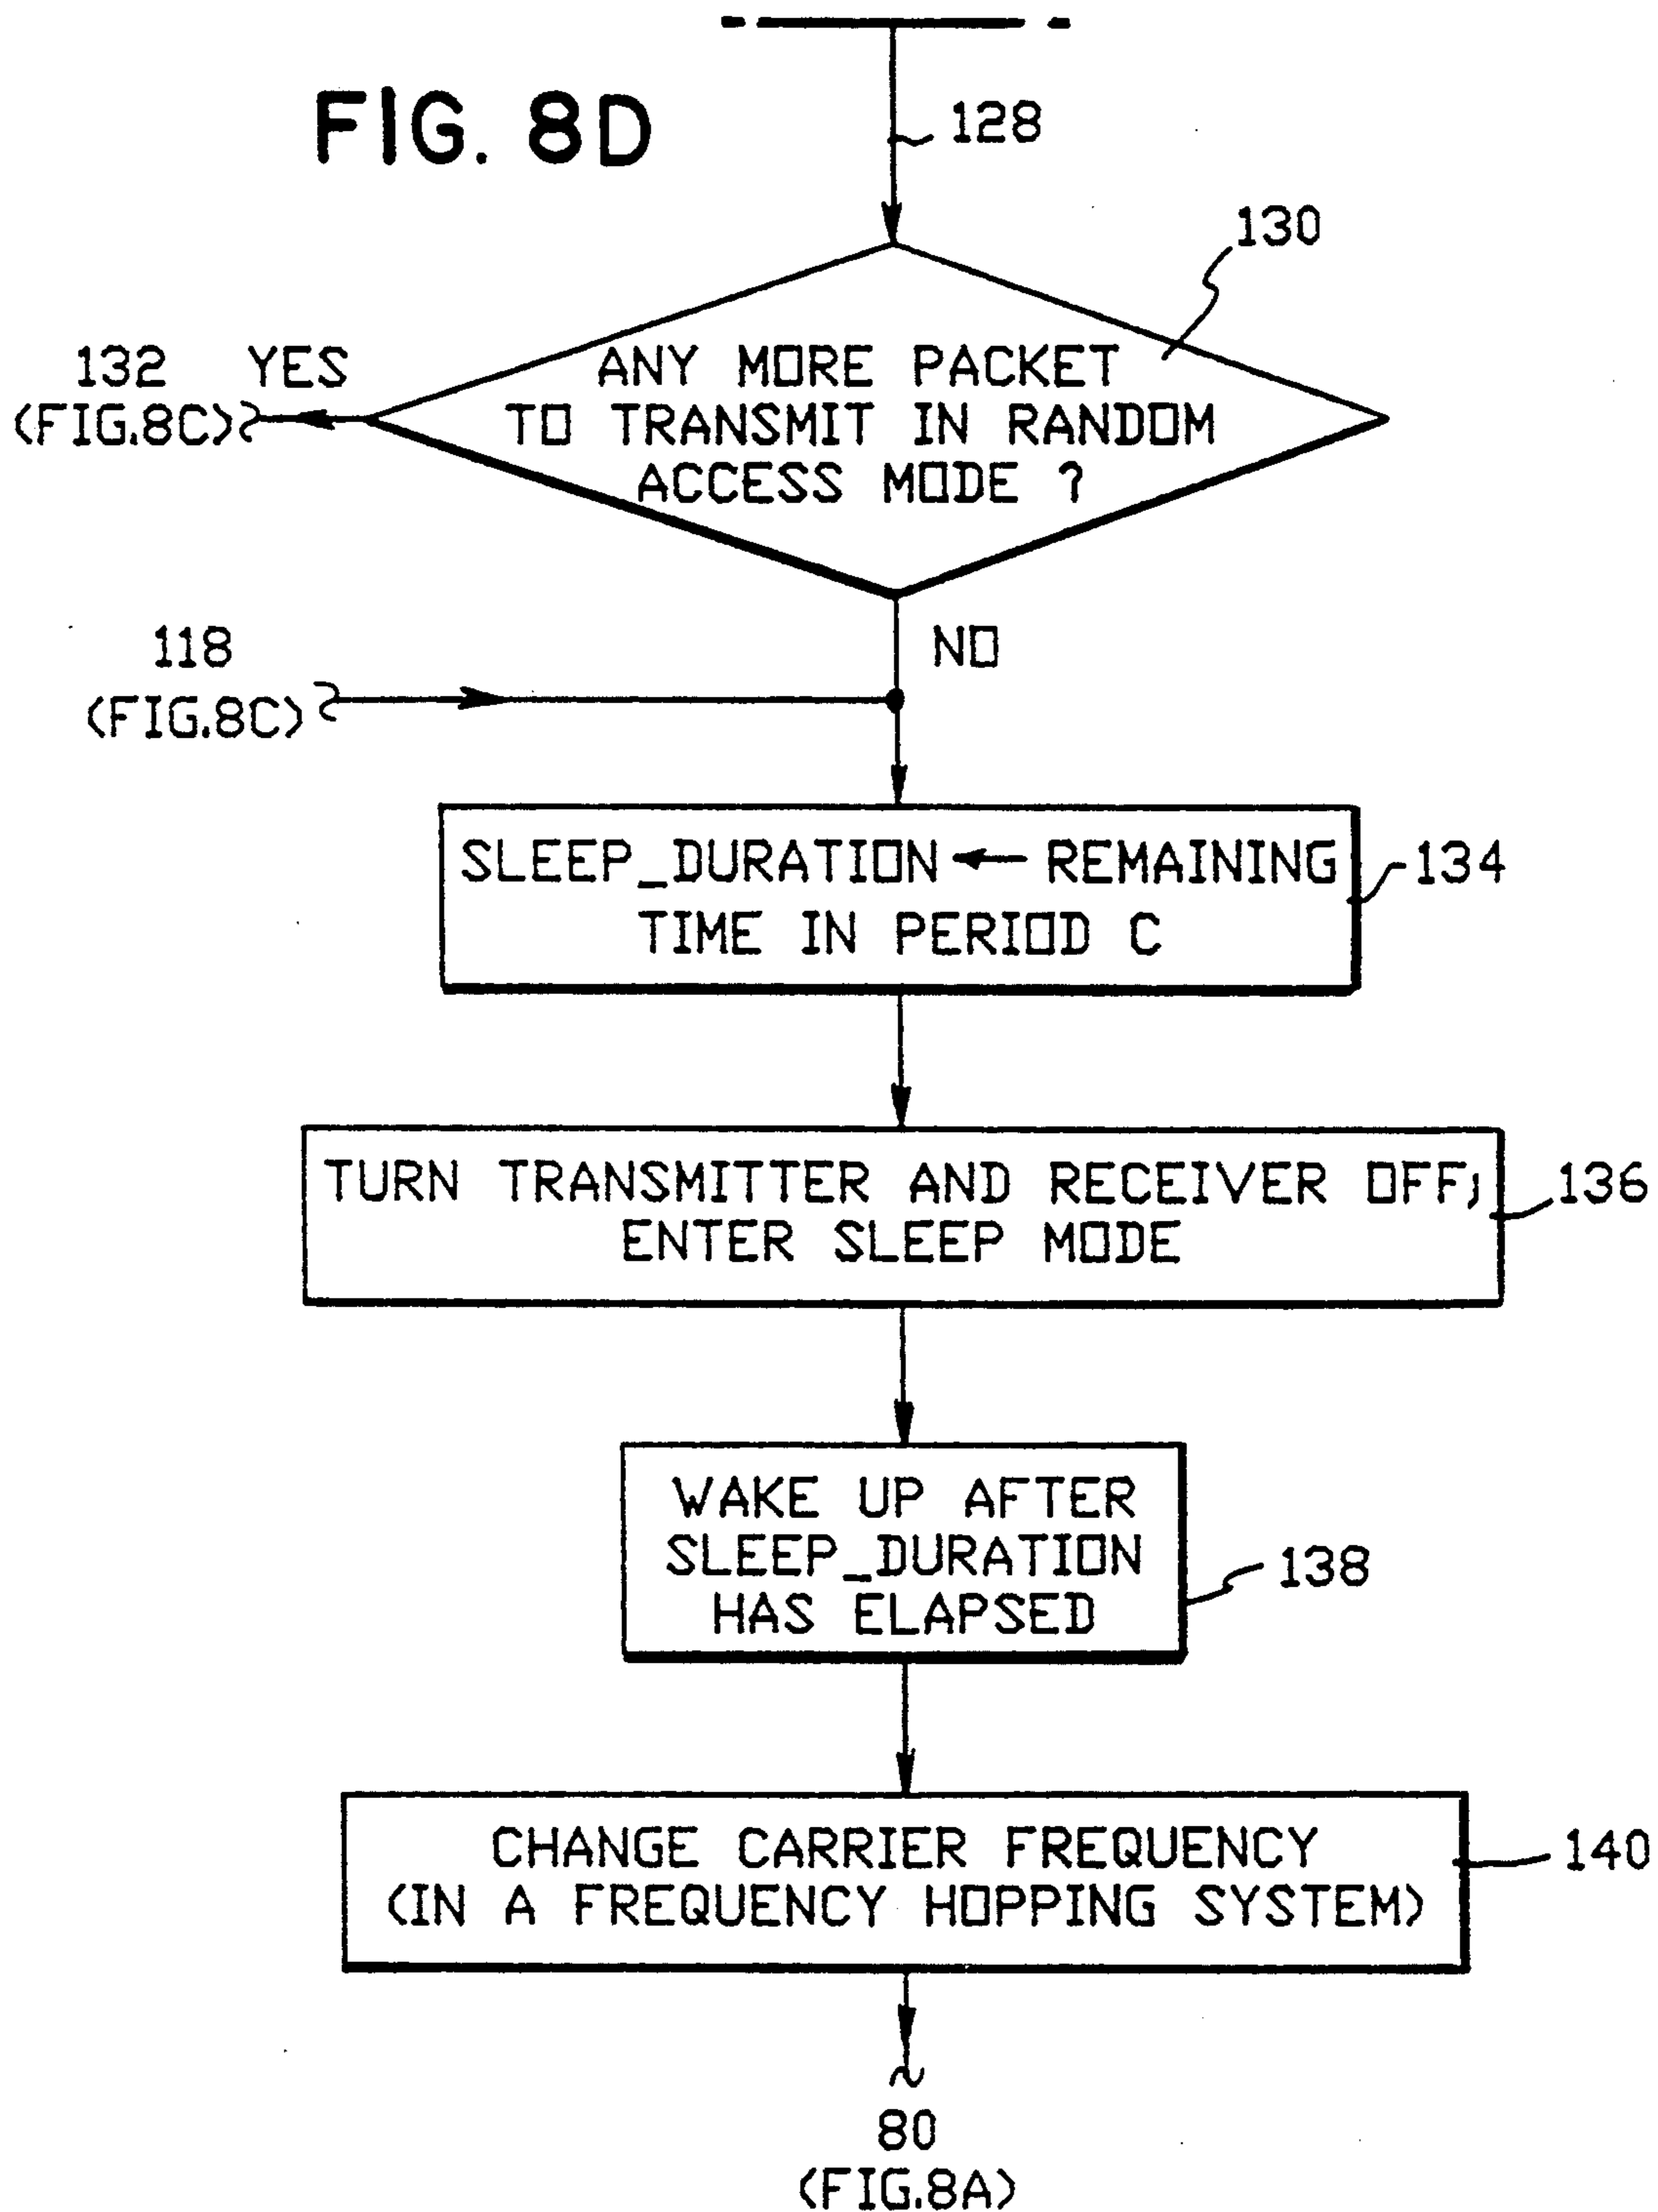 FIG. 8D
128
130
132 YES
(FIG.8C)
ANY MORE PACKET
TO TRANSMIT IN RANDOM
ACCESS MODE ?
NO
118
(FIG.8C)
SLEEP_DURATION ← REMAINING
TIME IN PERIOD C
134
TURN TRANSMITTER AND RECEIVER OFF;
ENTER SLEEP MODE
136
WAKE UP AFTER
SLEEP_DURATION
HAS ELAPSED
138
CHANGE CARRIER FREQUENCY
(IN A FREQUENCY HOPPING SYSTEM)
140
80
(FIG.8A)